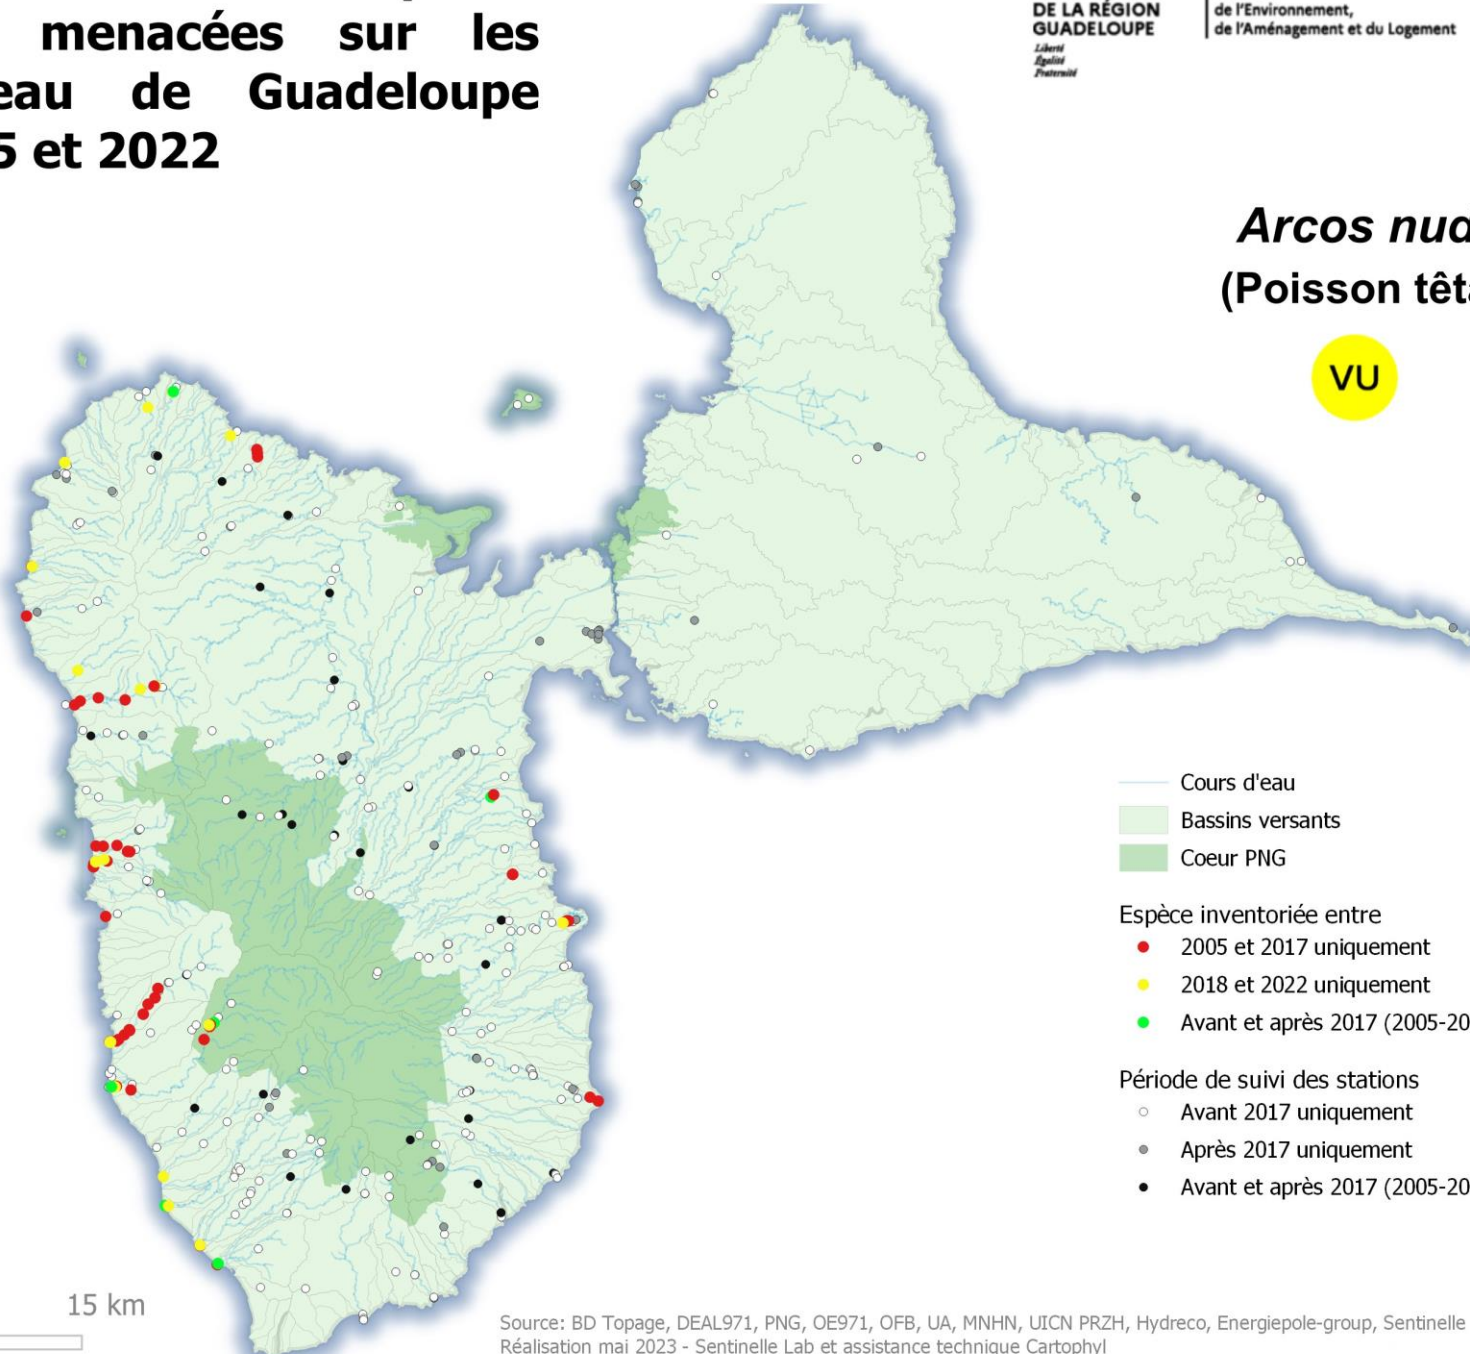 menacées sur les
eau de Guadeloupe
5 et 2022
DE LA RÉGION
GUADELOUPE
Liberté
Égalité
Fraternité
de l'Environnement,
de l'Aménagement et du Logement
Arcos nud
(Poisson têta
VU
Cours d'eau
Bassins versants
Coeur PNG
Espèce inventoriée entre
2005 et 2017 uniquement
2018 et 2022 uniquement
Avant et après 2017 (2005-20
Période de suivi des stations
Avant 2017 uniquement
Après 2017 uniquement
Avant et après 2017 (2005-20
15 km
Source: BD Topage, DEAL971, PNG, OE971, OFB, UA, MNHN, UICN PRZH, Hydreco, Energiepole-group, Sentinelle
Réalisation mai 2023 - Sentinelle Lab et assistance technique Cartophyl